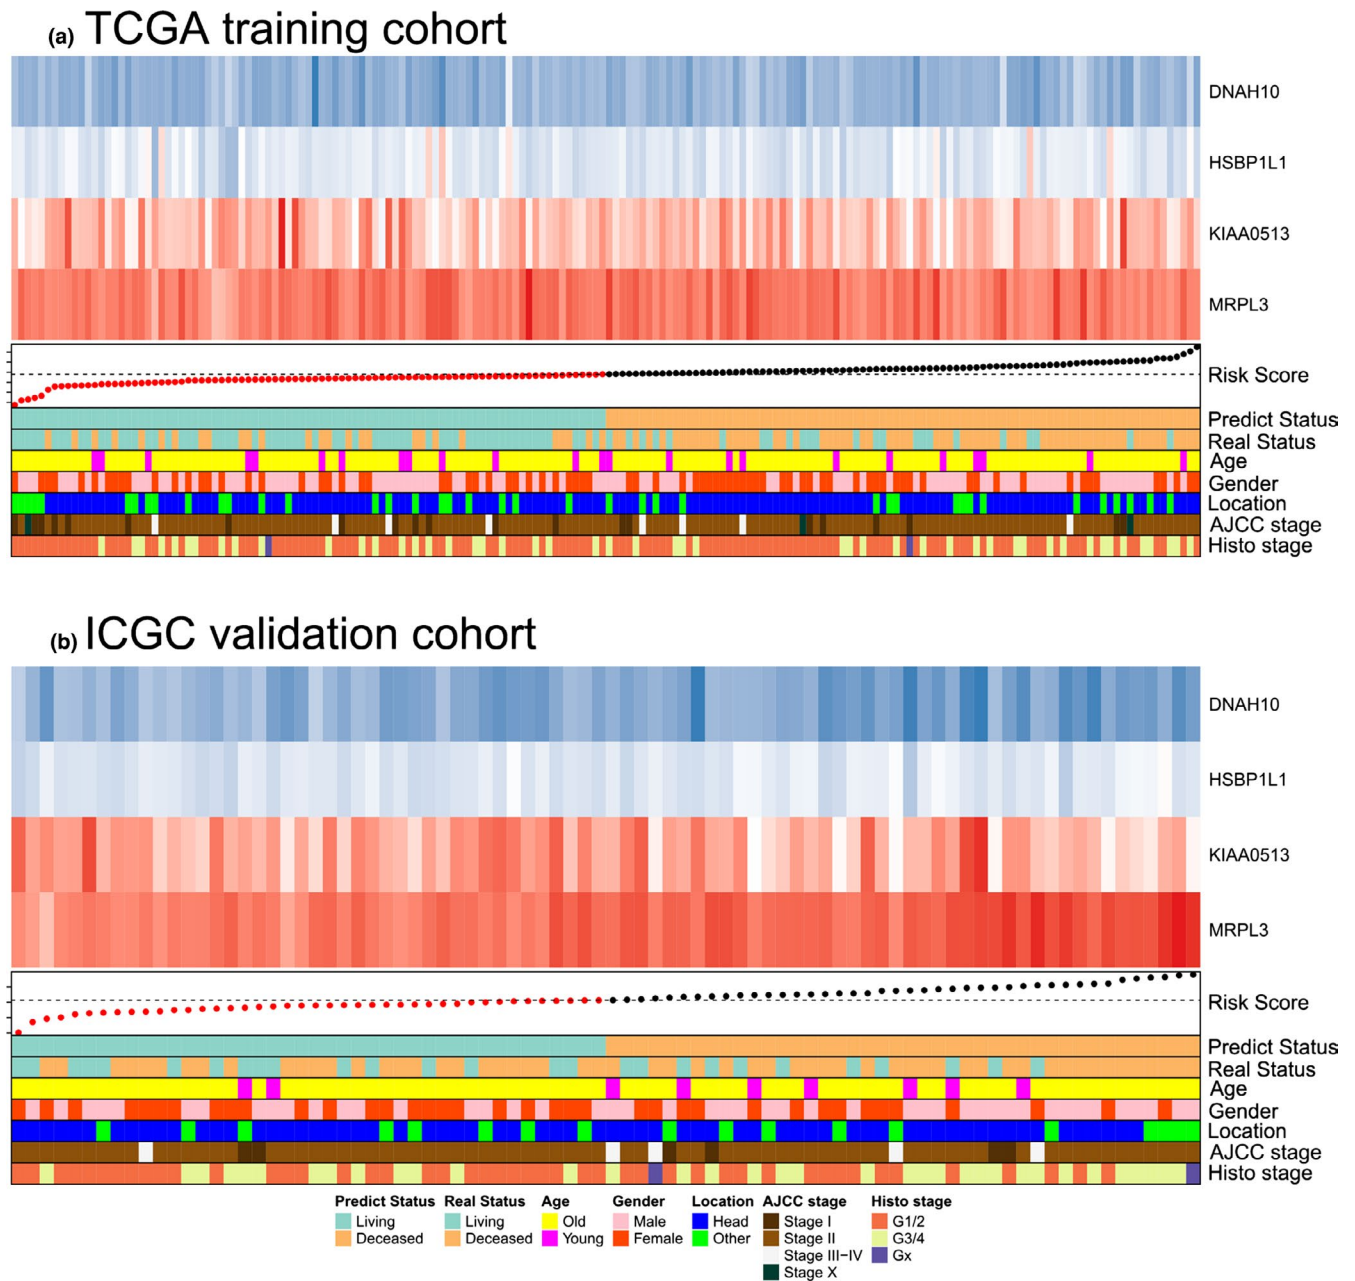 (a) TCGA training cohort
DNAH10
HSBP1L1
KIAA0513
MRPL3
Risk Score
Predict Status
Real Status
Age
Gender
Location
AJCC stage
Histo stage
(b) ICGC validation cohort
DNAH10
HSBP1L1
KIAA0513
MRPL3
Risk Score
Predict Status
Real Status
Age
Gender
Location
AJCC stage
Histo stage
Predict Status Real Status Age Gender Location AJCC stage Histo stage
Living Living Old Male Head Stage I G1/2
Deceased Deceased Young Female Other Stage II G3/4
Stage III−IV Gx
Stage X